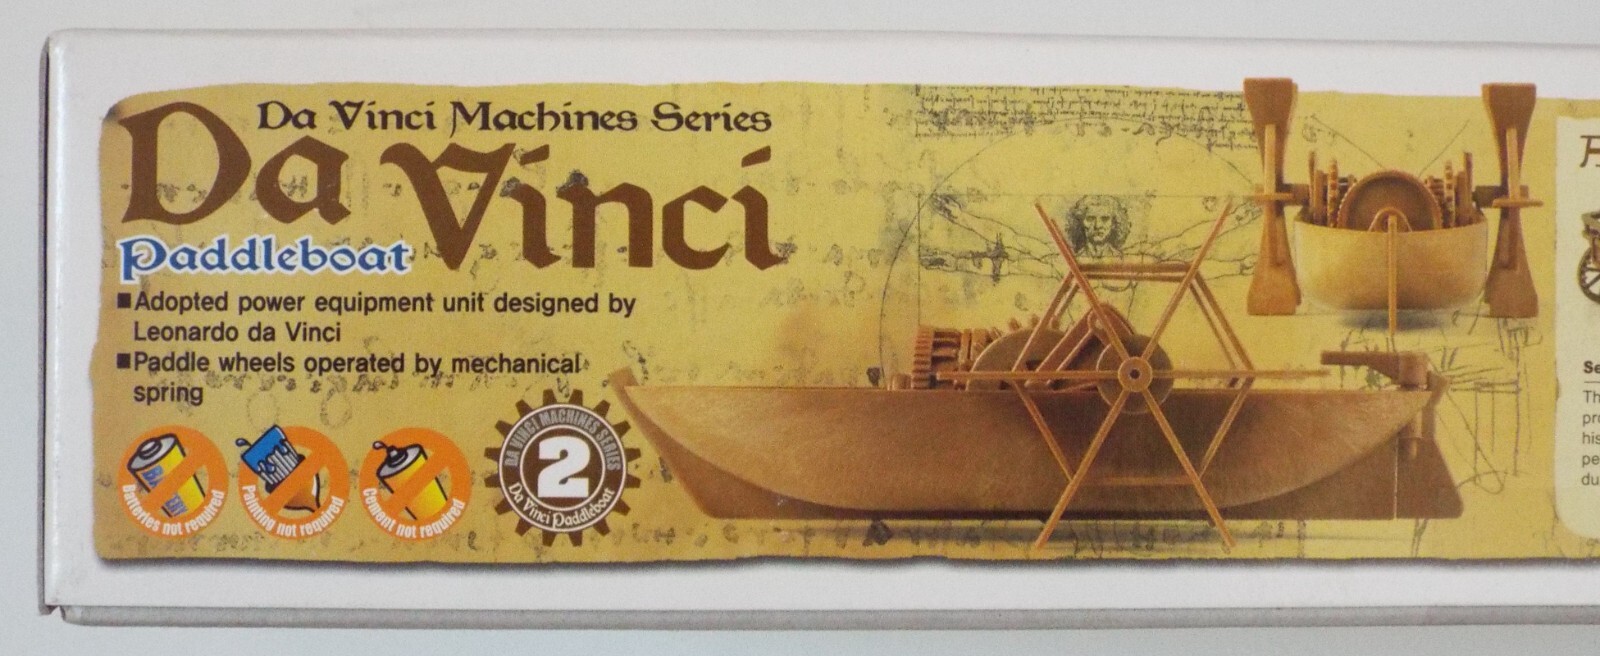 Da Vinci Machines Series
Da Vinci
Paddleboat
■Adopted power equipment unit designed by
Leonardo da Vinci
■Paddle wheels operated by mechanical
spring
Batteries not required
Painting not required
Cement not required
DA VINCI MACHINES SERIES
2
Da Vinci Paddleboat